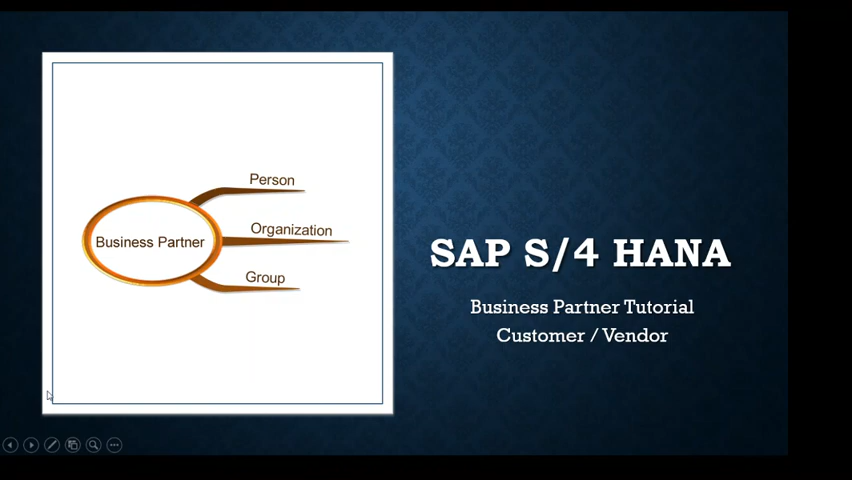 Person
Organization
Business Partner
Group
SAP S/4 HANA
Business Partner Tutorial
Customer / Vendor